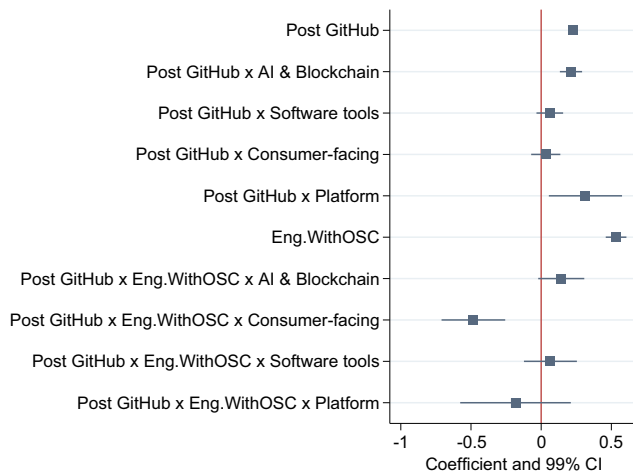 Post GitHub
Post GitHub x AI & Blockchain
Post GitHub x Software tools
Post GitHub x Consumer-facing
Post GitHub x Platform
Eng.WithOSC
Post GitHub x Eng.WithOSC x AI & Blockchain
Post GitHub x Eng.WithOSC x Consumer-facing
Post GitHub x Eng.WithOSC x Software tools
Post GitHub x Eng.WithOSC x Platform
-1 -0.5 0 0.5
Coefficient and 99% CI